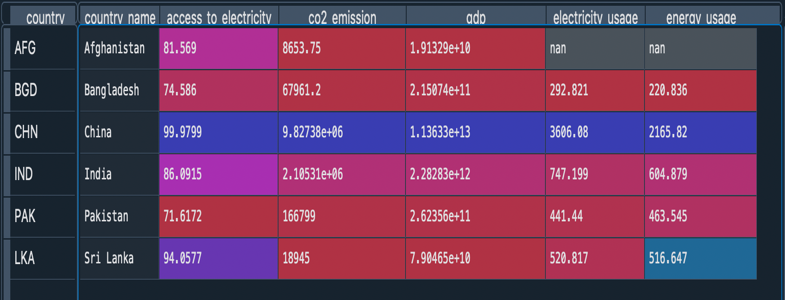 country country name access to electricity co2 emission gdp electricity usage energy usage
AFG Afghanistan 81.569 8653.75 1.91329e+10 nan nan
BGD Bangladesh 74.586 67961.2 2.15074e+11 292.821 220.836
CHN China 99.9799 9.82738e+06 1.13633e+13 3606.08 2165.82
IND India 86.0915 2.10531e+06 2.28283e+12 747.199 604.879
PAK Pakistan 71.6172 166799 2.62356e+11 441.44 463.545
LKA Sri Lanka 94.0577 18945 7.90465e+10 520.817 516.647